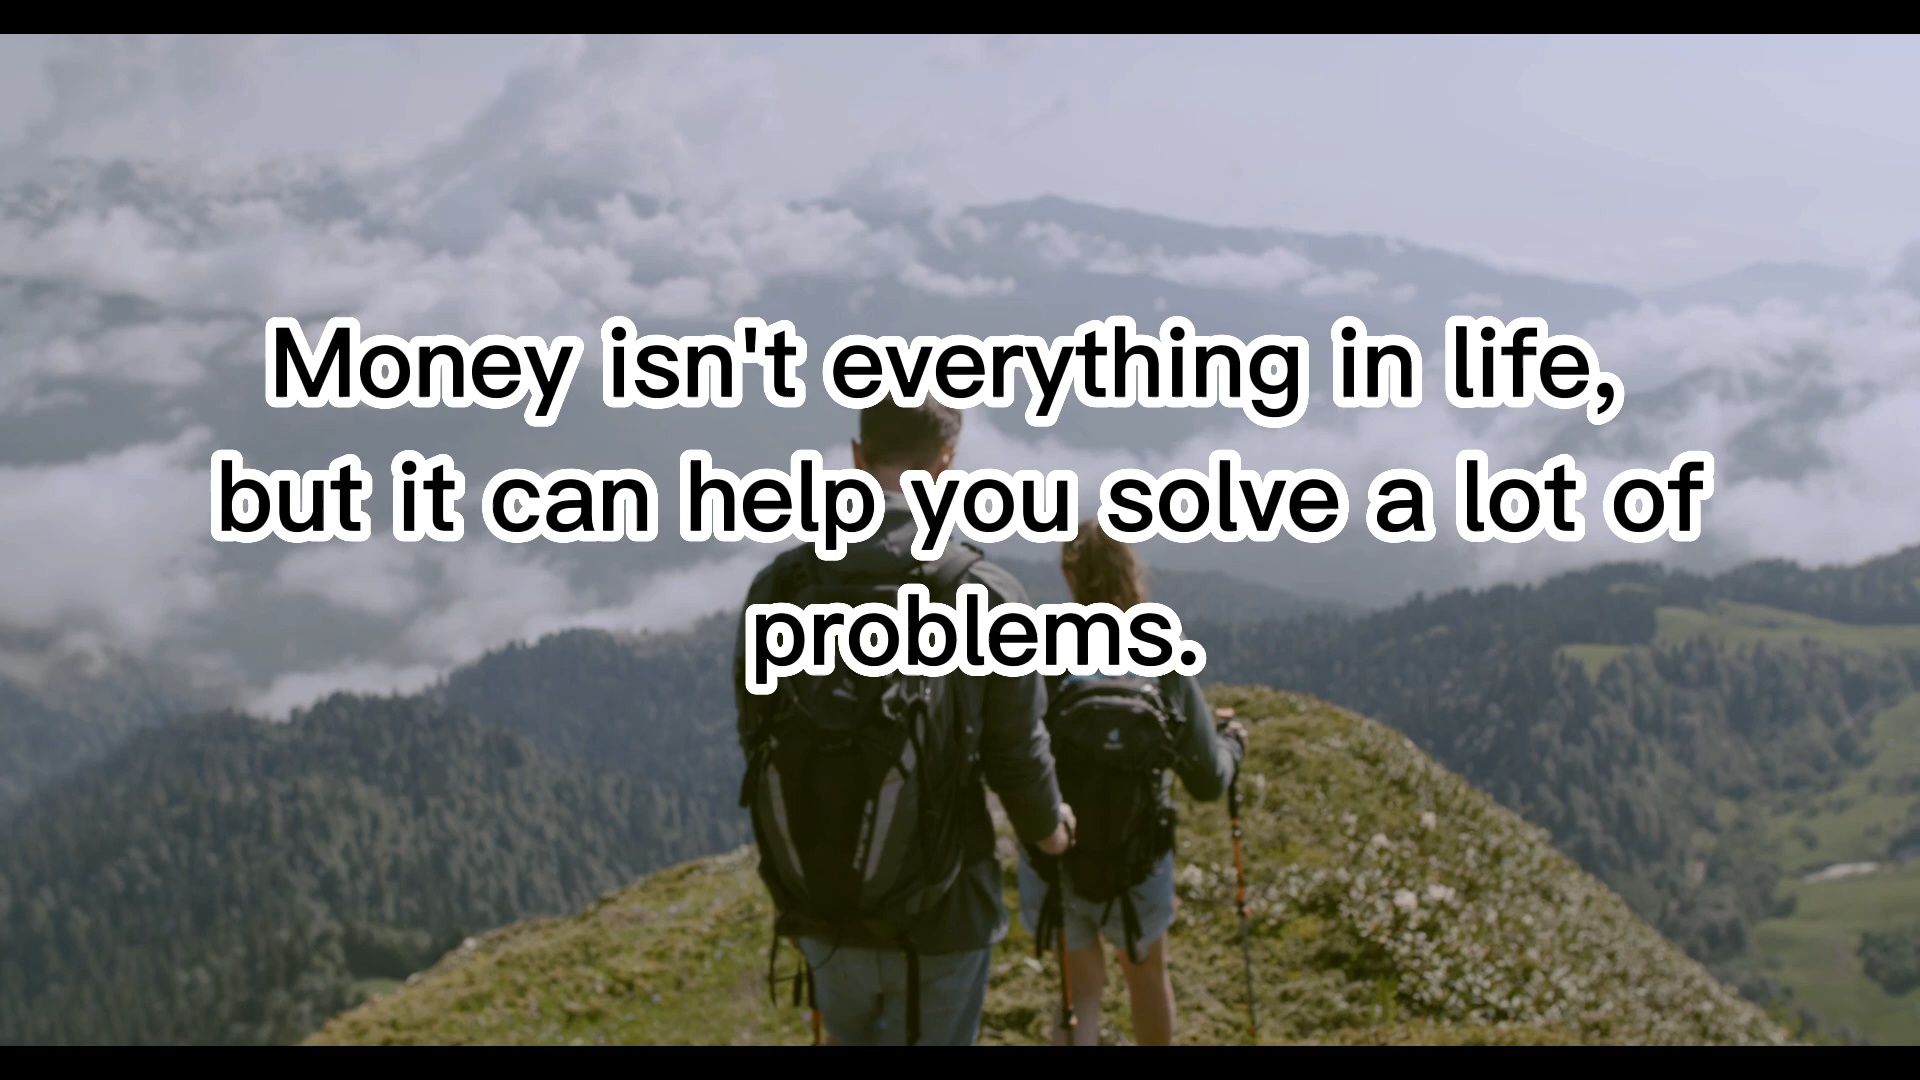 Money isn't everything in life,
but it can help you solve a lot of
problems.